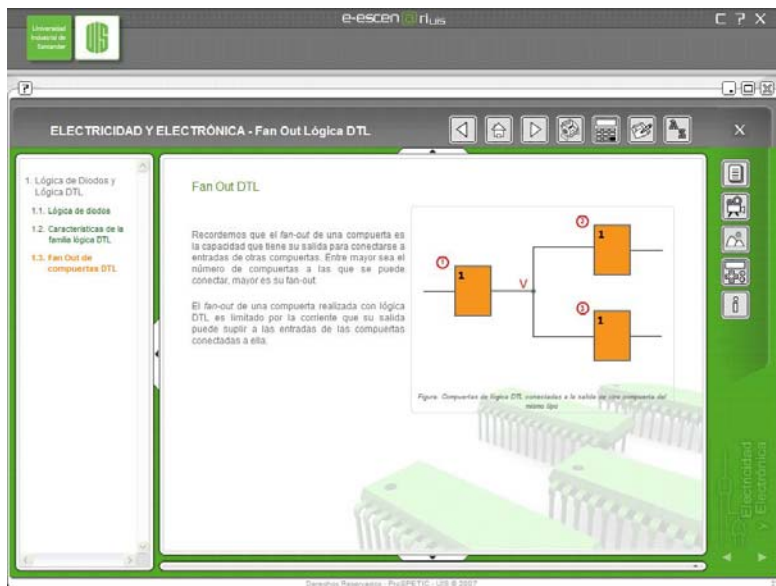 Universidad
Industrial de
Santander
UIS
e-escen@riUIS
C ? X
?
ELECTRICIDAD Y ELECTRÓNICA - Fan Out Lógica DTL
X
1. Lógica de Diodos y
Lógica DTL
1.1. Lógica de diodos
1.2. Características de la
familia lógica DTL
1.3. Fan Out de
compuertas DTL
Fan Out DTL
Recordemos que el fan-out de una compuerta es
la capacidad que tiene su salida para conectarse a
entradas de otras compuertas. Entre mayor sea el
número de compuertas a las que se puede
conectar, mayor es su fan-out.
El fan-out de una compuerta realizada con lógica
DTL es limitado por la corriente que su salida
puede suplir a las entradas de las compuertas
conectadas a ella.
1
1
V
2
1
3
1
Figura. Compuertas de lógica DTL conectadas a la salida de una compuerta del
mismo tipo
Electricidad
y Electrónica
Derechos Reservados - ProSPETIC - UIS © 2007